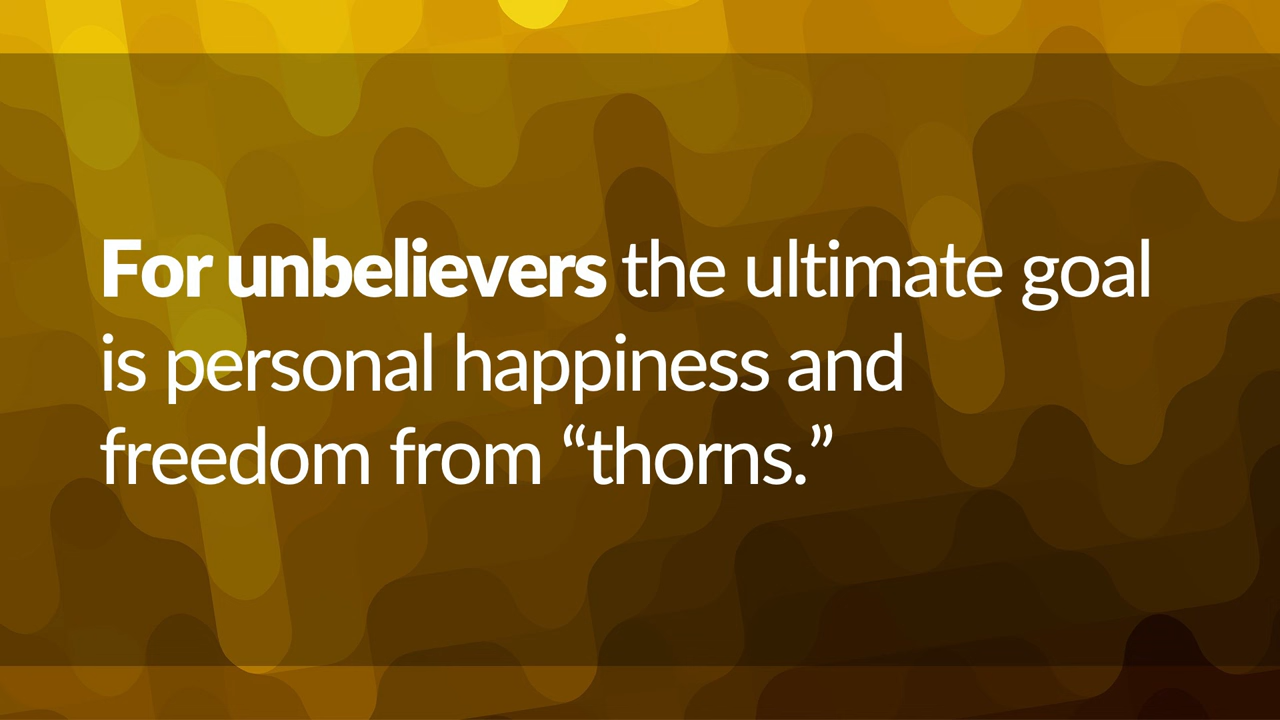 For unbelievers the ultimate goal
is personal happiness and
freedom from “thorns.”